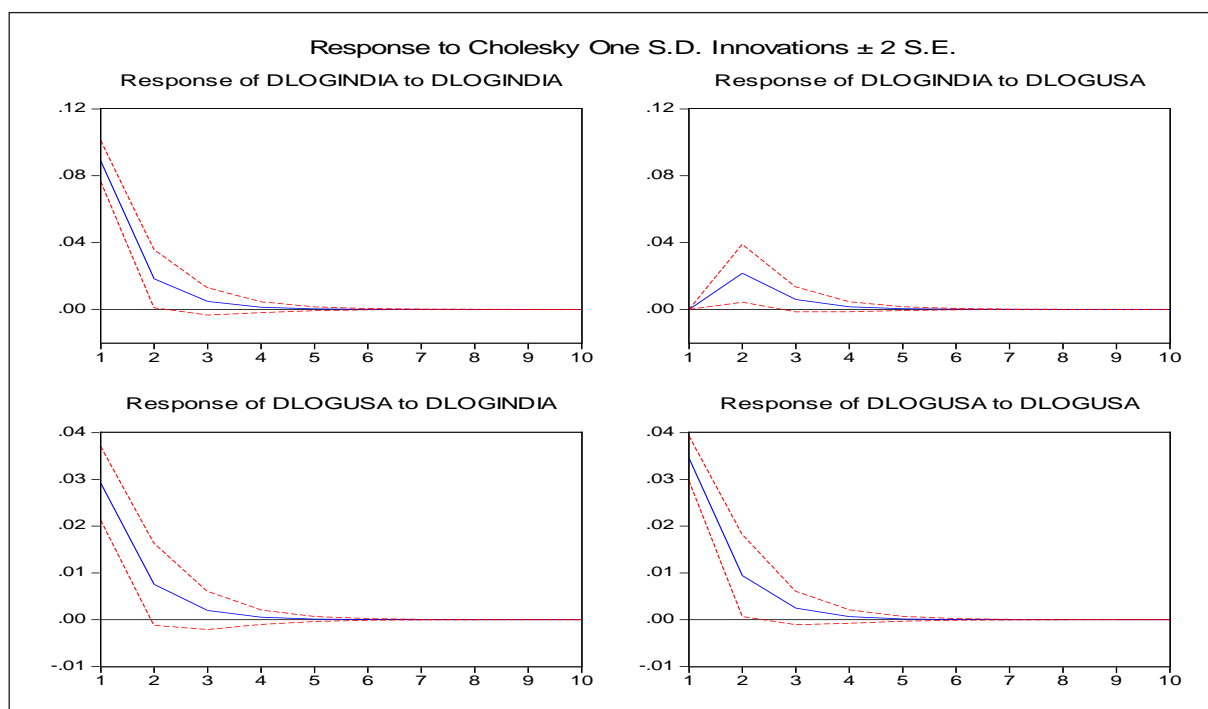 Response to Cholesky One S.D. Innovations ± 2 S.E.
Response of DLOGINDIA to DLOGINDIA
.12
.08
.04
.00
1 2 3 4 5 6 7 8 9 10
Response of DLOGINDIA to DLOGUSA
.12
.08
.04
.00
1 2 3 4 5 6 7 8 9 10
Response of DLOGUSA to DLOGINDIA
.04
.03
.02
.01
.00
-.01
1 2 3 4 5 6 7 8 9 10
Response of DLOGUSA to DLOGUSA
.04
.03
.02
.01
.00
-.01
1 2 3 4 5 6 7 8 9 10